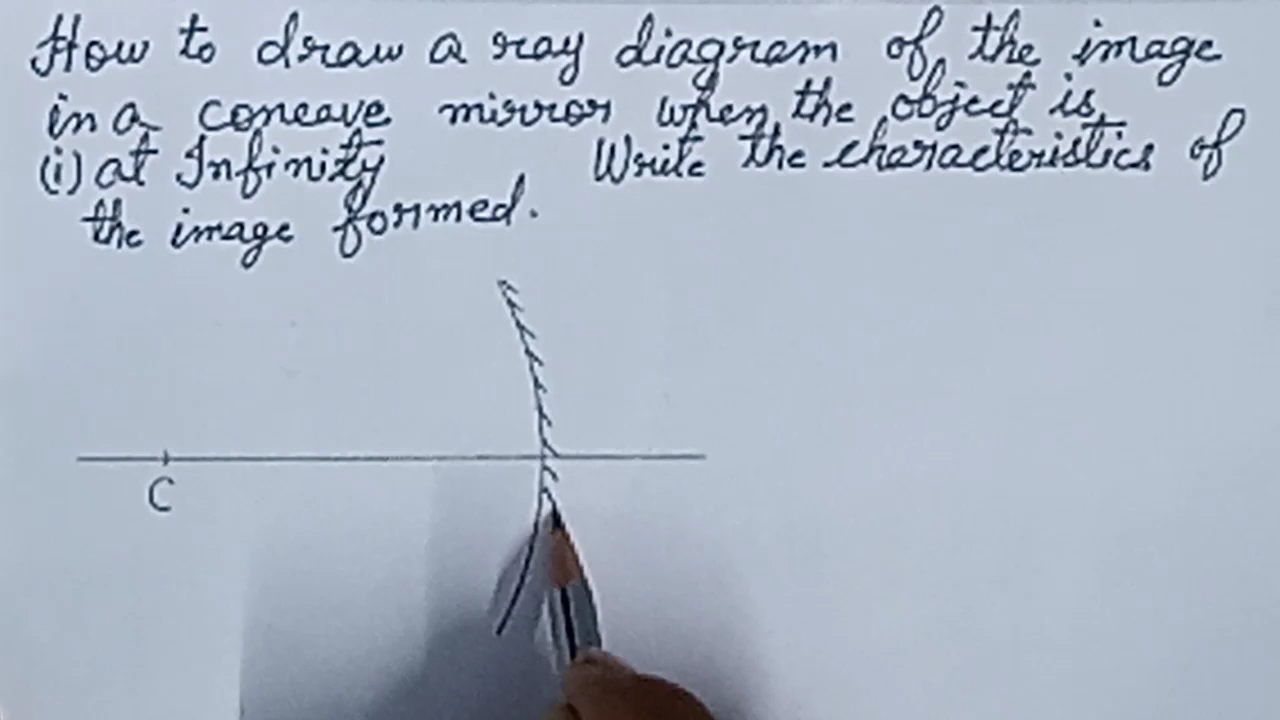 How to draw a ray diagram of the image
in a concave mirror when the object is
(i) at Infinity Write the characteristics of
the image formed.
C